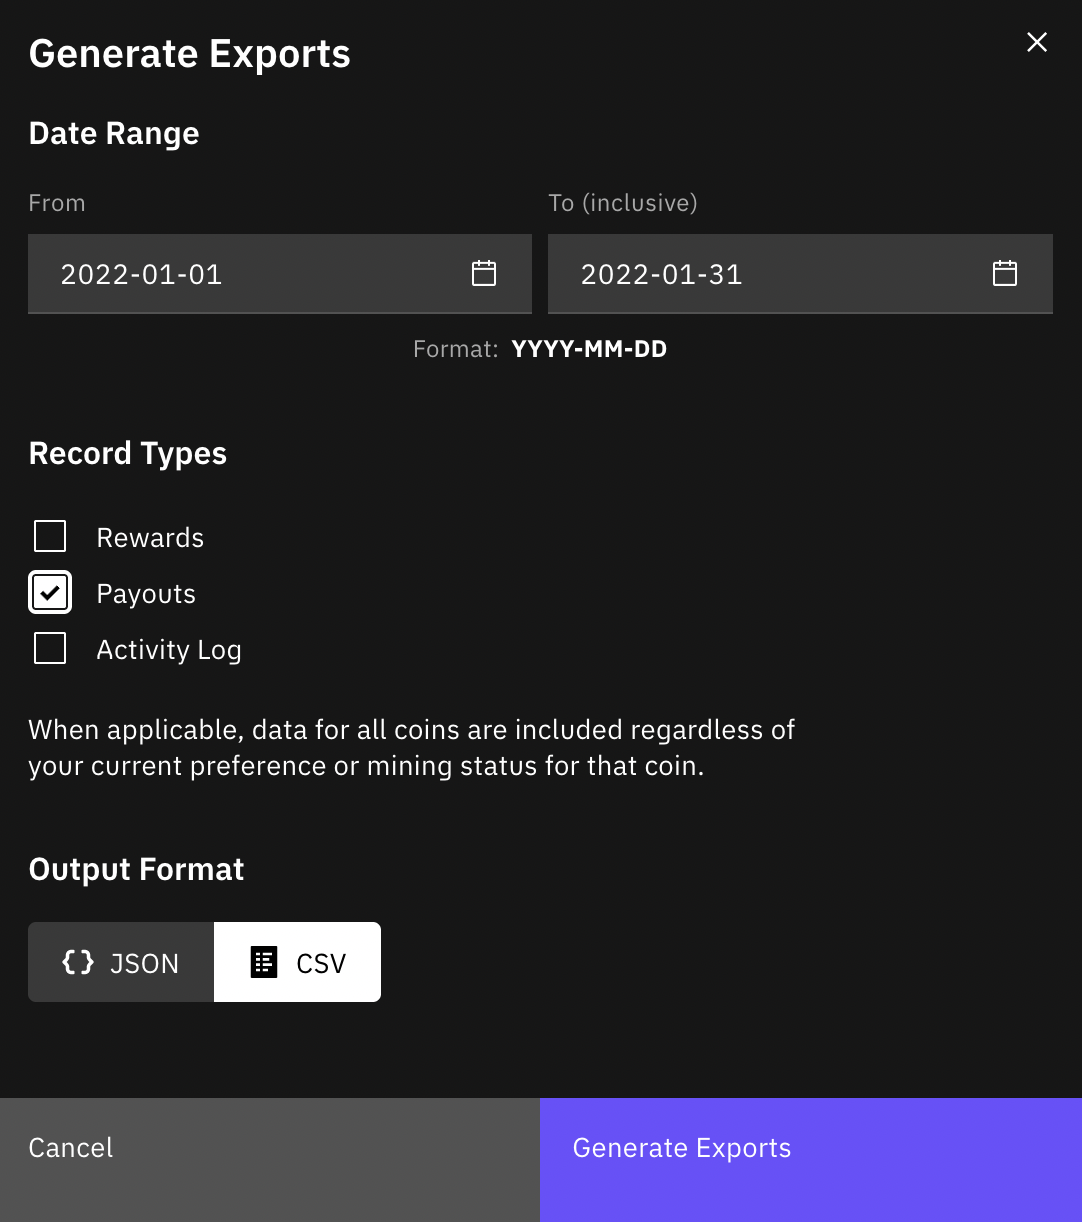 Generate Exports
Date Range
From
To (inclusive)
2022-01-01
2022-01-31
Format: YYYY-MM-DD
Record Types
Rewards
Payouts
Activity Log
When applicable, data for all coins are included regardless of
your current preference or mining status for that coin.
Output Format
{} JSON
CSV
Cancel
Generate Exports